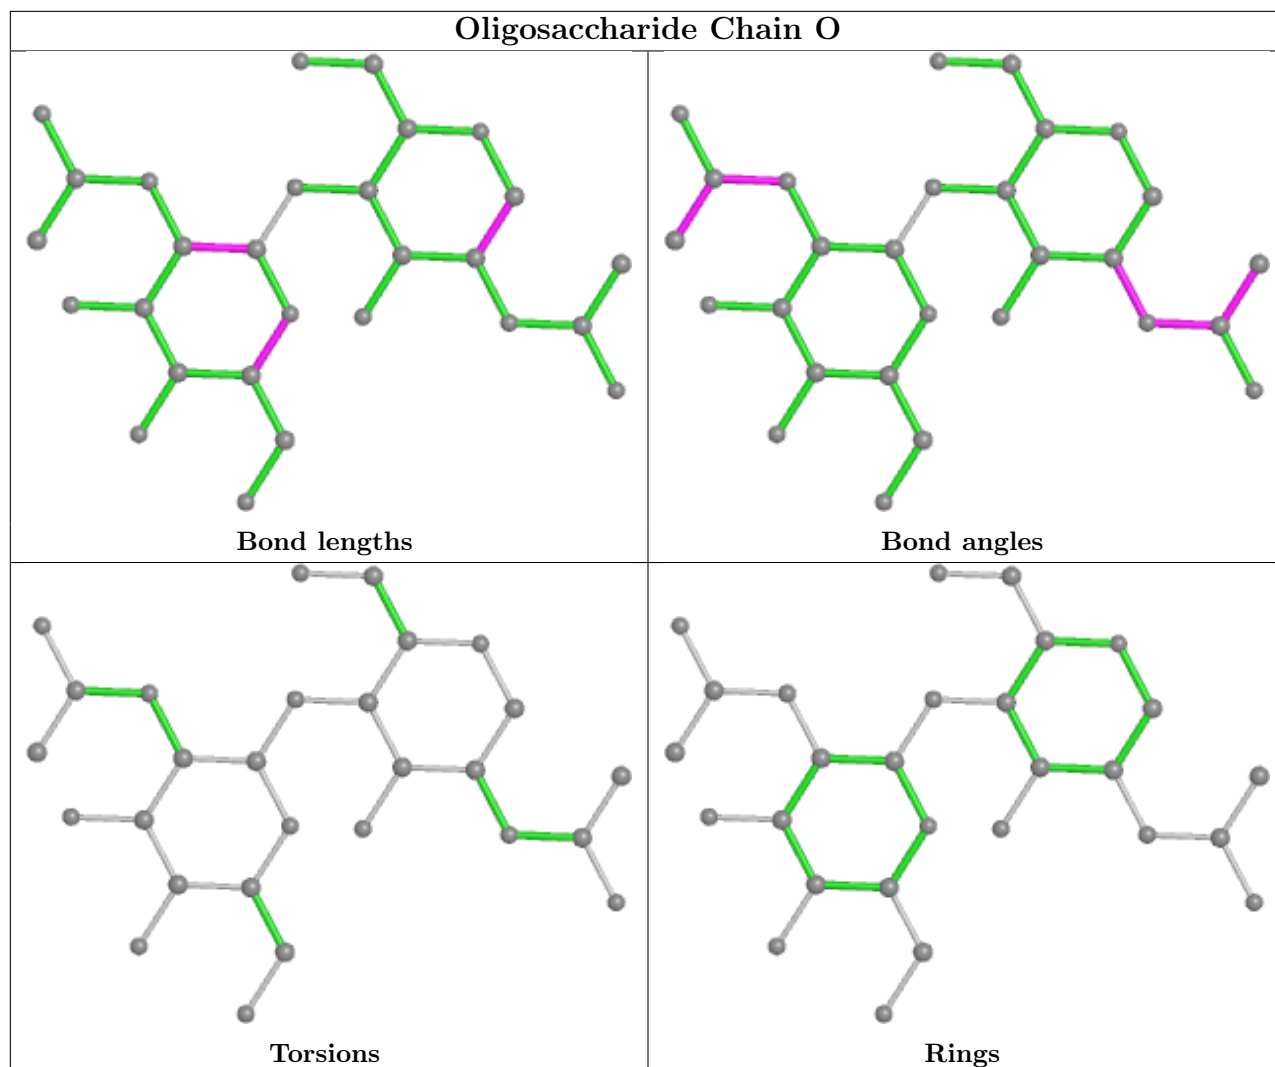 Oligosaccharide Chain O
Bond lengths
Bond angles
Torsions
Rings